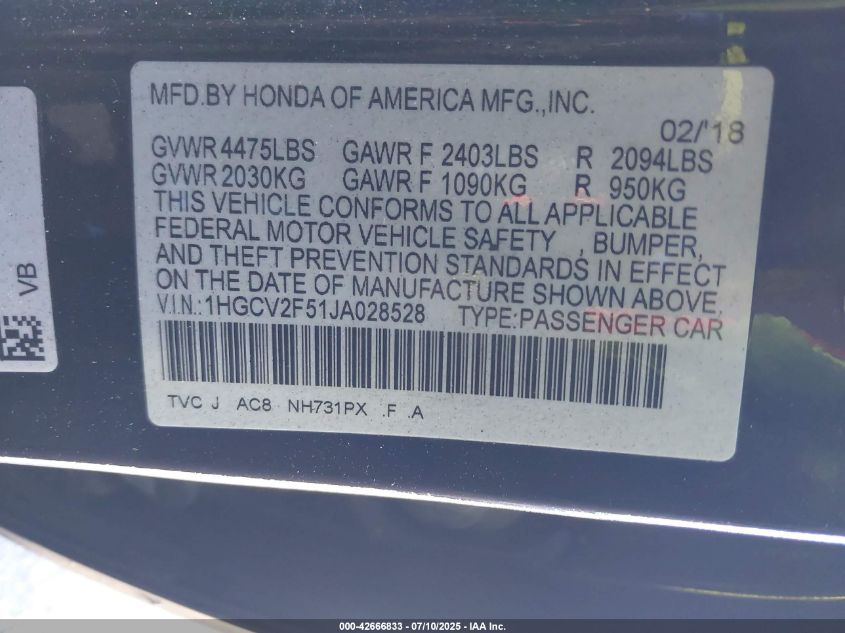 MFD.BY HONDA OF AMERICA MFG.,INC.
02/'18
GVWR 4475LBS GAWR F 2403LBS R 2094LBS
GVWR 2030KG GAWR F 1090KG R 950KG
THIS VEHICLE CONFORMS TO ALL APPLICABLE
FEDERAL MOTOR VEHICLE SAFETY , BUMPER,
AND THEFT PREVENTION STANDARDS IN EFFECT
ON THE DATE OF MANUFACTURE SHOWN ABOVE.
V.I.N.:1HGCV2F51JA028528 TYPE:PASSENGER CAR
TVC J AC8 NH731PX .F .A
VB
000-42666833 / 07/10/2025 - IAA Inc.